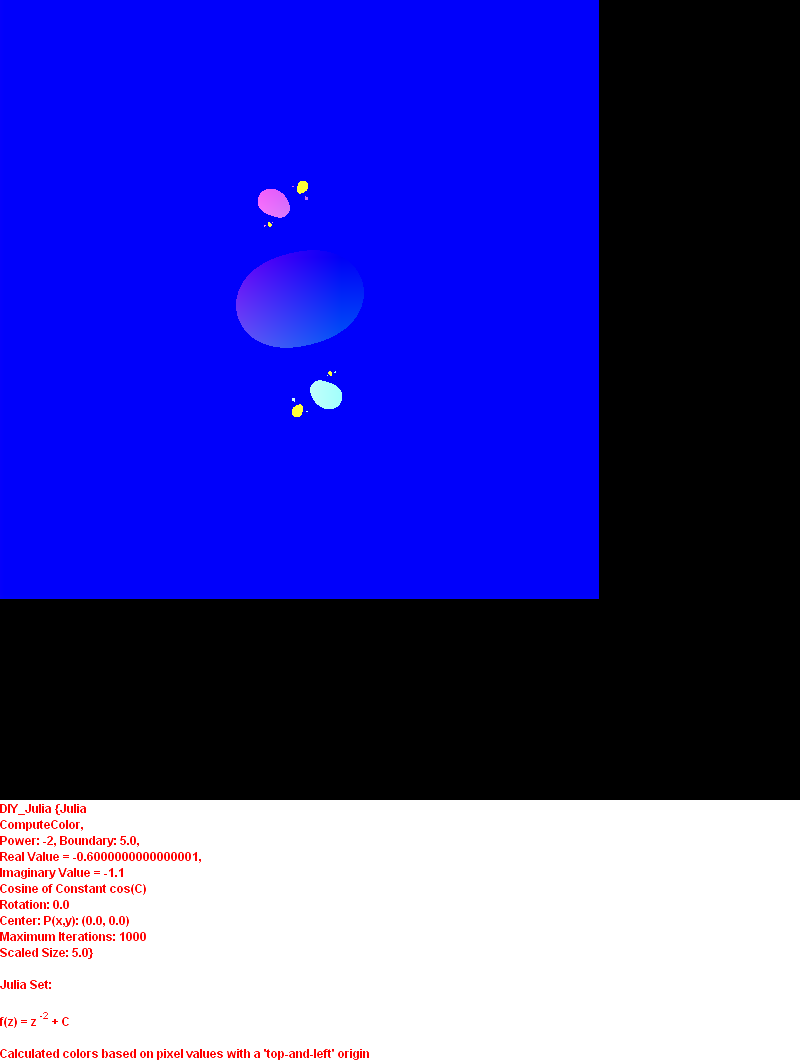 DIY_Julia {Julia
ComputeColor,
Power: -2, Boundary: 5.0,
Real Value = -0.6000000000000001,
Imaginary Value = -1.1
Cosine of Constant cos(C)
Rotation: 0.0
Center: P(x,y): (0.0, 0.0)
Maximum Iterations: 1000
Scaled Size: 5.0}
Julia Set:
f(z) = z -2 + C
Calculated colors based on pixel values with a 'top-and-left' origin